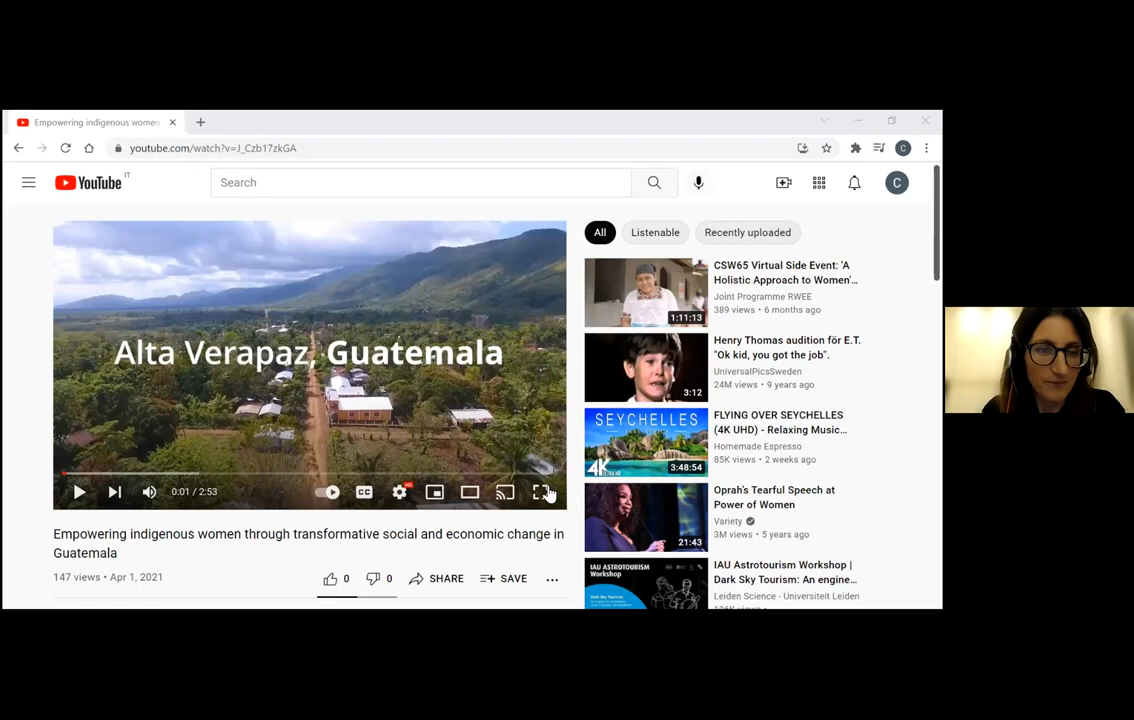 Empowering indigenous women
youtube.com/watch?v=J_Czb17zkGA
C
YouTube IT
Search
C
Alta Verapaz, Guatemala
0:01 / 2:53
CC
HD
Empowering indigenous women through transformative social and economic change in
Guatemala
147 views • Apr 1, 2021
0
0
SHARE
SAVE
All
Listenable
Recently uploaded
1:11:13
CSW65 Virtual Side Event: 'A
Holistic Approach to Women'...
Joint Programme RWEE
389 views • 6 months ago
3:12
Henry Thomas audition för E.T.
"Ok kid, you got the job".
UniversalPicsSweden
24M views • 9 years ago
SEYCHELLES
4K
3:48:54
FLYING OVER SEYCHELLES
(4K UHD) - Relaxing Music...
Homemade Espresso
85K views • 2 weeks ago
21:43
Oprah's Tearful Speech at
Power of Women
Variety
3M views • 5 years ago
IAU ASTROTOURISM
Workshop
IAU Astrotourism Workshop |
Dark Sky Tourism: An engine...
Leiden Science - Universiteit Leiden